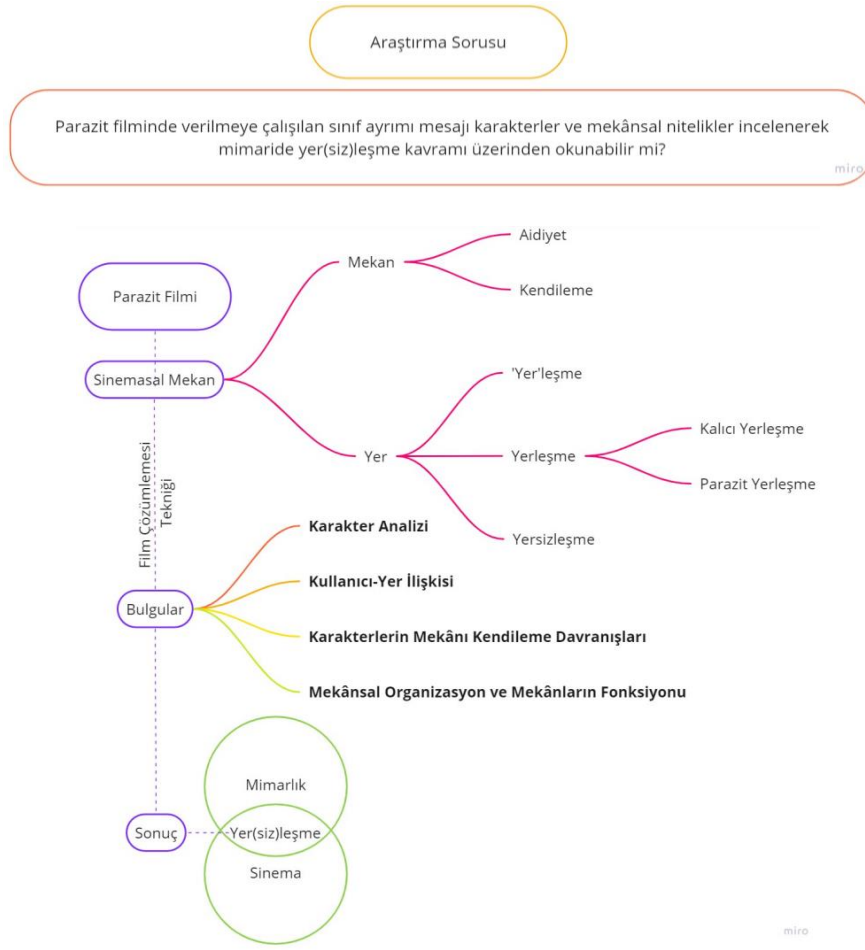 Araştırma Sorusu
Parazit filminde verilmeye çalışılan sınıf ayrımı mesajı karakterler ve mekânsal nitelikler incelenerek
mimaride yer(siz)leşme kavramı üzerinden okunabilir mi?
miro
Parazit Filmi
Sinemasal Mekan
Mekan
Aidiyet
Kendileme
Yer
'Yer'leşme
Yerleşme
Kalıcı Yerleşme
Parazit Yerleşme
Yersizleşme
Film Çözümlemesi
Tekniği
Bulgular
Karakter Analizi
Kullanıcı-Yer İlişkisi
Karakterlerin Mekânı Kendileme Davranışları
Mekânsal Organizasyon ve Mekânların Fonksiyonu
Sonuç
Mimarlık
Yer(siz)leşme
Sinema
miro